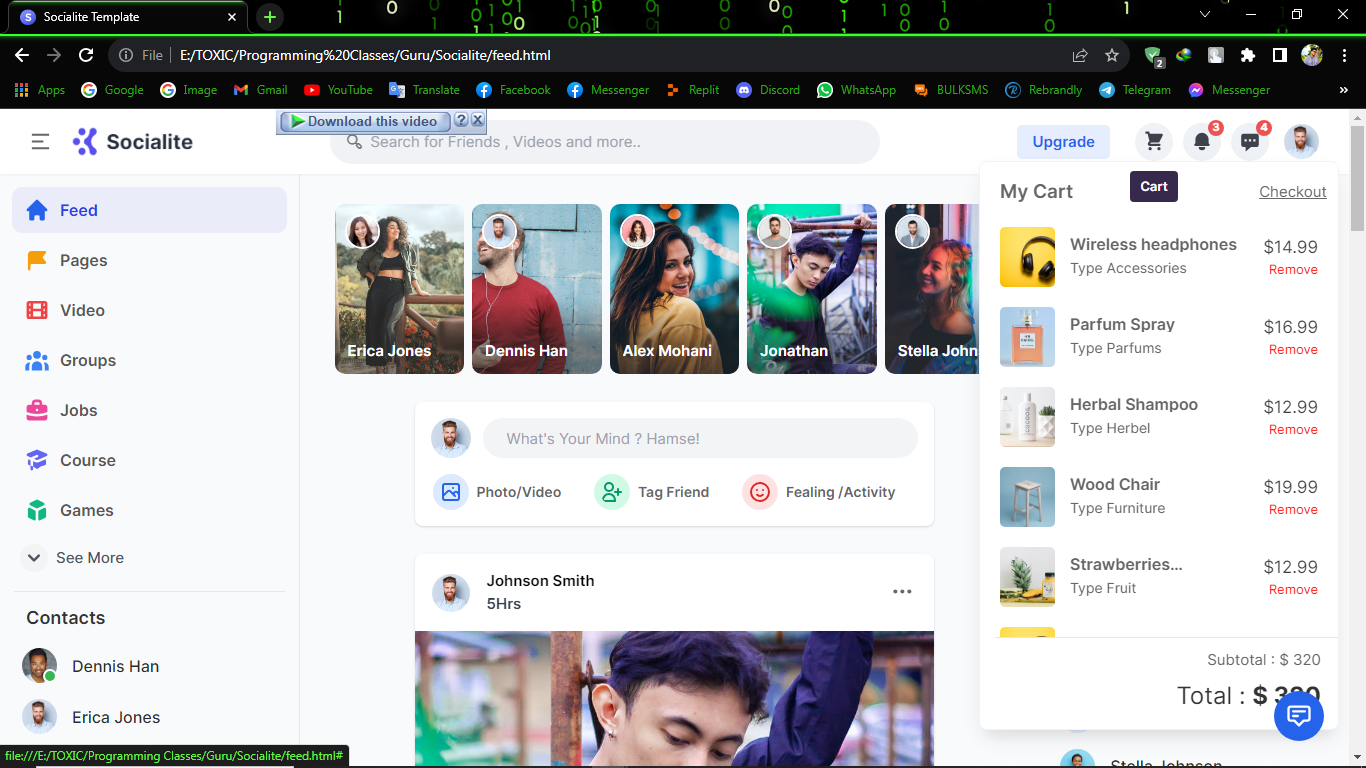 Socialite Template
File
E:/TOXIC/Programming%20Classes/Guru/Socialite/feed.html
2
Apps
Google
Image
Gmail
YouTube
Translate
Facebook
Messenger
Replit
Discord
WhatsApp
BULKSMS
Rebrandly
Telegram
Messenger
»
Download this video
Socialite
Search for Friends , Videos and more..
Upgrade
3
4
Feed
Pages
Video
Groups
Jobs
Course
Games
See More
Contacts
Dennis Han
Erica Jones
Erica Jones
Dennis Han
Alex Mohani
Jonathan
Stella John
What's Your Mind ? Hamse!
Photo/Video
Tag Friend
Fealing /Activity
Johnson Smith
5Hrs
My Cart
Cart
Checkout
Wireless headphones
$14.99
Type Accessories
Remove
Parfum Spray
$16.99
Type Parfums
Remove
Herbal Shampoo
$12.99
Type Herbel
Remove
Wood Chair
$19.99
Type Furniture
Remove
Strawberries...
$12.99
Type Fruit
Remove
Subtotal : $ 320
Total : $ 320
Stella Johnson
file:///E:/TOXIC/Programming Classes/Guru/Socialite/feed.html#